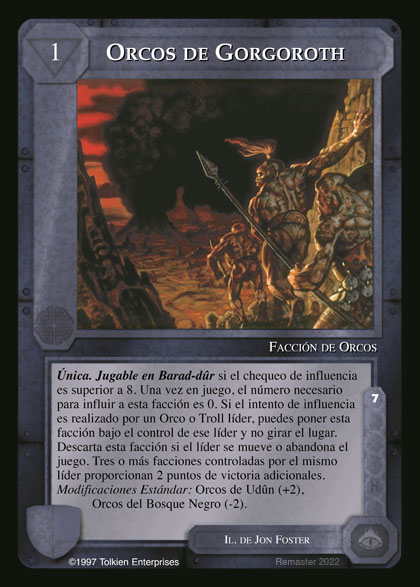 1
Orcos de Gorgoroth
Facción de Orcos
Única. Jugable en Barad-dûr si el chequeo de influencia
es superior a 8. Una vez en juego, el número necesario
para influir a esta facción es 0. Si el intento de influencia
es realizado por un Orco o Troll líder, puedes poner esta
facción bajo el control de ese líder y no girar el lugar.
Descarta esta facción si el líder se mueve o abandona el
juego. Tres o más facciones controladas por el mismo
líder proporcionan 2 puntos de victoria adicionales.
Modificaciones Estándar: Orcos de Udûn (+2),
Orcos del Bosque Negro (-2).
7
H
Il. de Jon Foster
©1997 Tolkien Enterprises
Remaster 2022